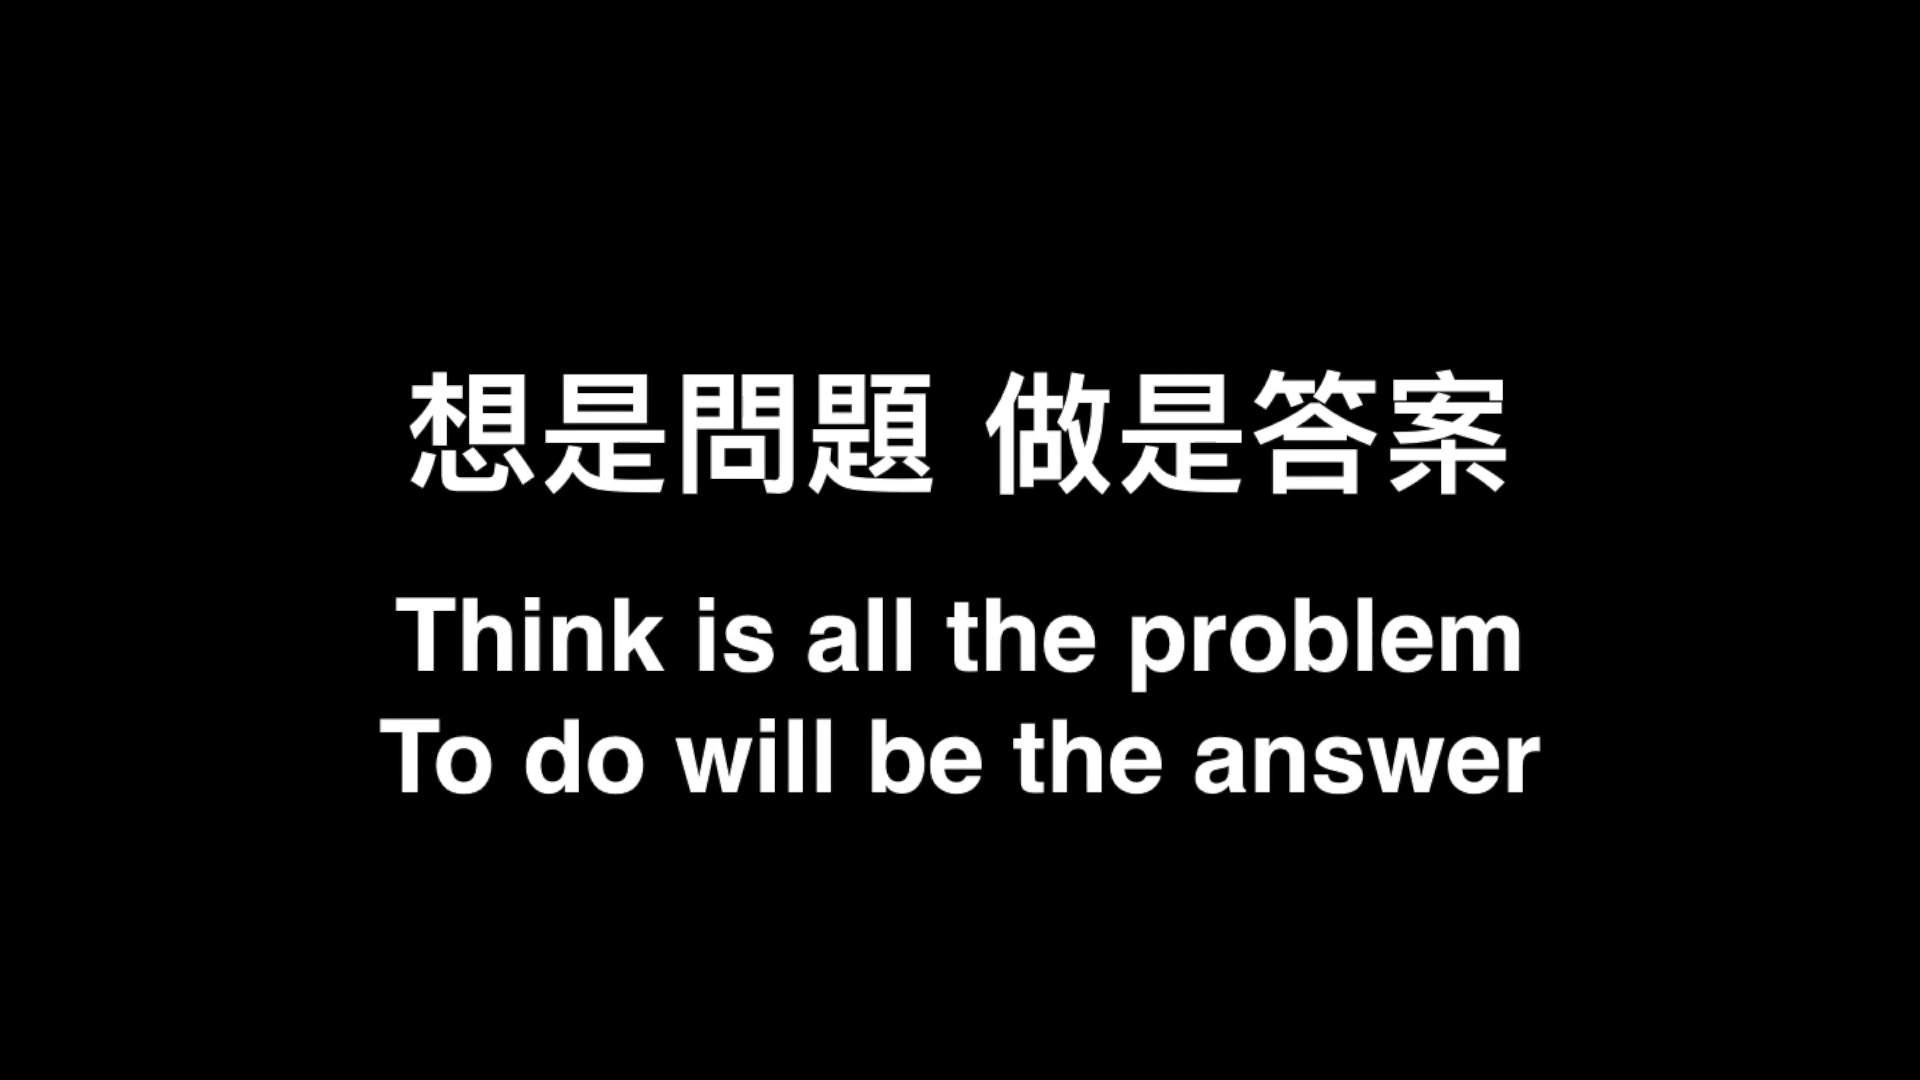 想是問題 做是答案
Think is all the problem
To do will be the answer